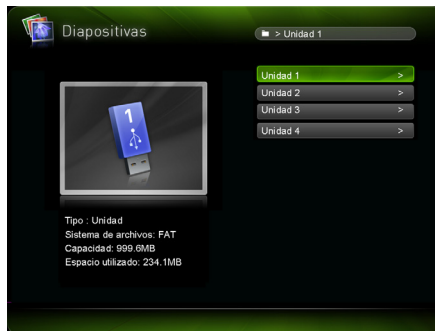 Diapositivas
> Unidad 1
Unidad 1 >
Unidad 2 >
Unidad 3 >
Unidad 4 >
1
Tipo : Unidad
Sistema de archivos: FAT
Capacidad: 999.6MB
Espacio utilizado: 234.1MB